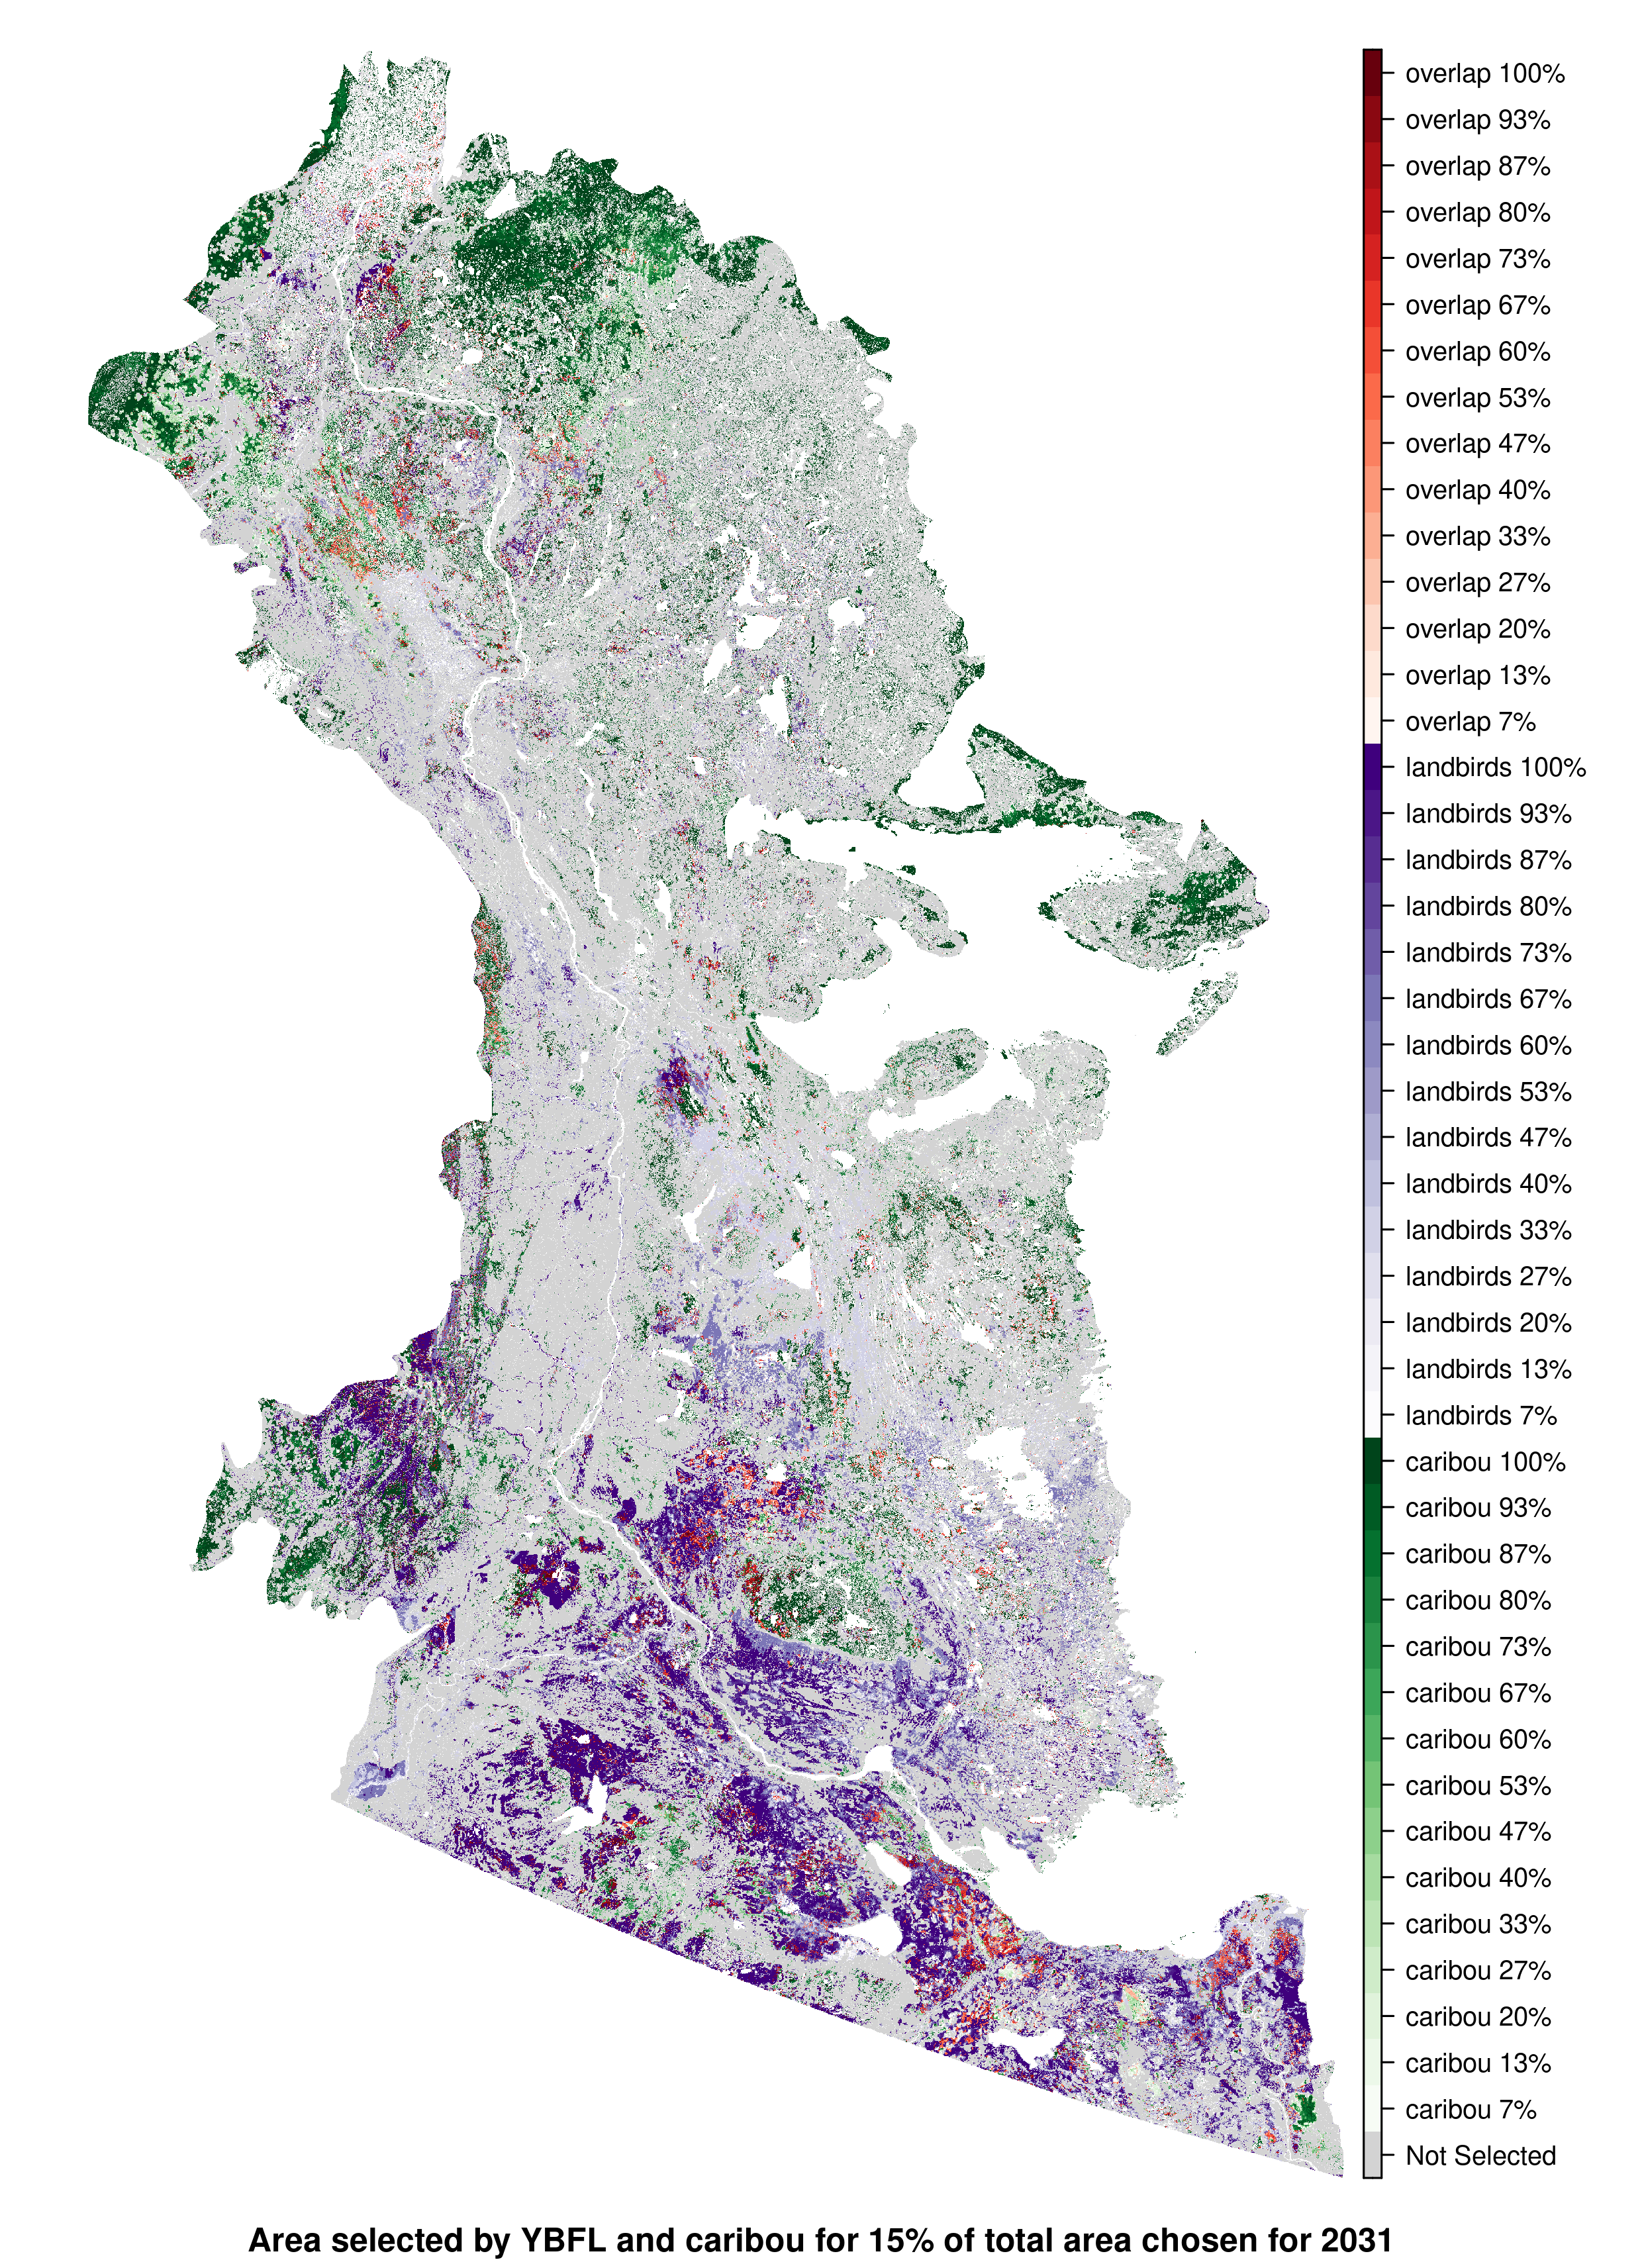 overlap 100%
overlap 93%
overlap 87%
overlap 80%
overlap 73%
overlap 67%
overlap 60%
overlap 53%
overlap 47%
overlap 40%
overlap 33%
overlap 27%
overlap 20%
overlap 13%
overlap 7%
landbirds 100%
landbirds 93%
landbirds 87%
landbirds 80%
landbirds 73%
landbirds 67%
landbirds 60%
landbirds 53%
landbirds 47%
landbirds 40%
landbirds 33%
landbirds 27%
landbirds 20%
landbirds 13%
landbirds 7%
caribou 100%
caribou 93%
caribou 87%
caribou 80%
caribou 73%
caribou 67%
caribou 60%
caribou 53%
caribou 47%
caribou 40%
caribou 33%
caribou 27%
caribou 20%
caribou 13%
caribou 7%
Not Selected
Area selected by YBFL and caribou for 15% of total area chosen for 2031